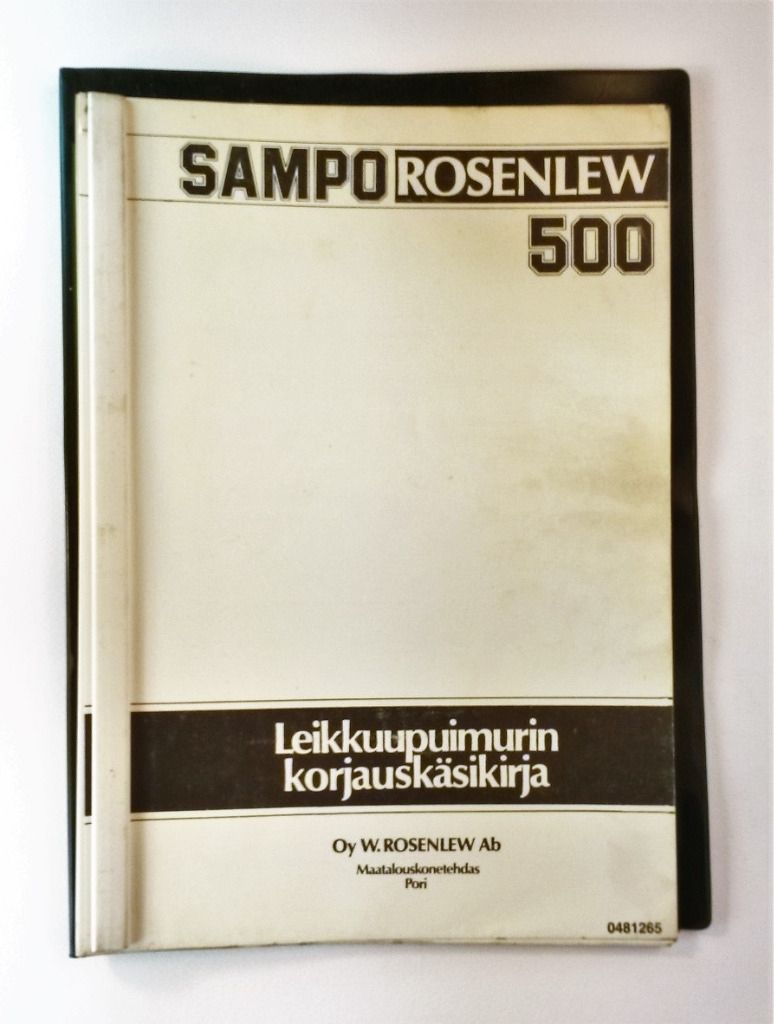 SAMPO ROSENLEW
500
Leikkuupuimurin
korjauskäsikirja
Oy W. ROSENLEW Ab
Maatalouskonetehdas
Pori
0481265